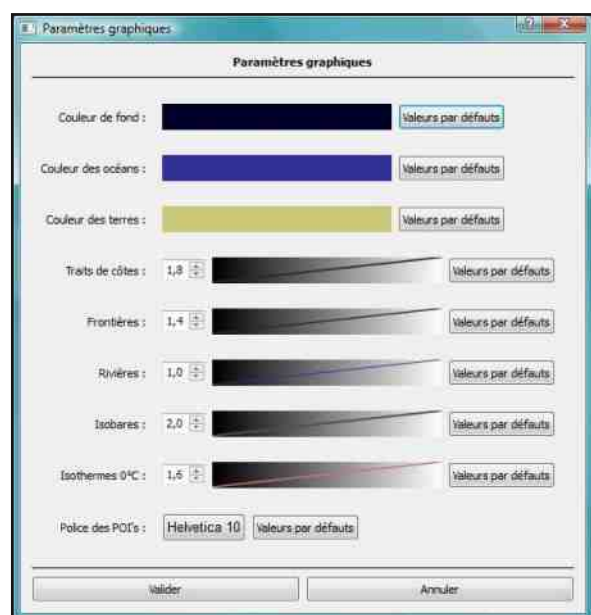 Paramètres graphiques
Paramètres graphiques
Couleur de fond : Valeurs par défauts
Couleur des océans : Valeurs par défauts
Couleur des terres : Valeurs par défauts
Traits de côtes : 1,8 Valeurs par défauts
Frontières : 1,4 Valeurs par défauts
Rivières : 1,0 Valeurs par défauts
Isobares : 2,0 Valeurs par défauts
Isothermes 0°C : 1,6 Valeurs par défauts
Police des POI's : Helvetica 10 Valeurs par défauts
Valider Annuler